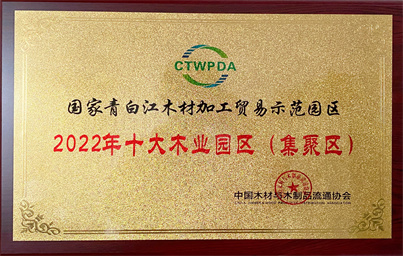 CTWPDA
国家青白江木材加工贸易示范园区
2022年十大木业园区（集聚区）
中国木材与木制品流通协会